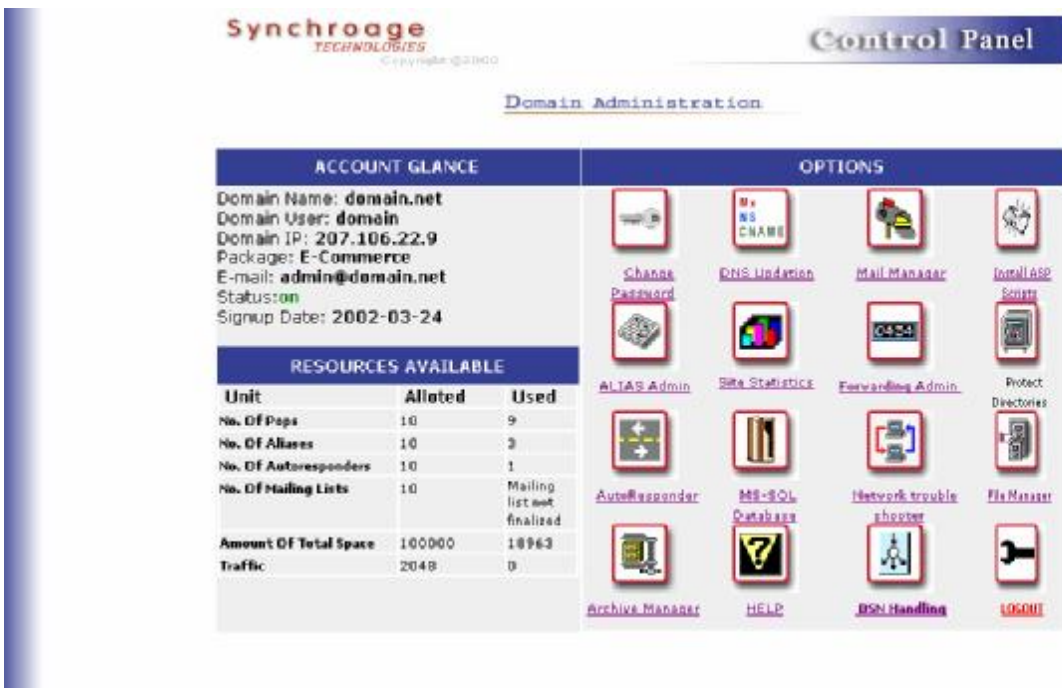 Synchroage
TECHNOLOGIES
Copyright @2000
Control Panel
Domain Administration
ACCOUNT GLANCE
Domain Name: domain.net
Domain User: domain
Domain IP: 207.106.22.9
Package: E-Commerce
E-mail: admin@domain.net
Status:on
Signup Date: 2002-03-24
RESOURCES AVAILABLE
Unit Alloted Used
No. Of Pops 10 9
No. Of Aliases 10 3
No. Of Autoresponders 10 1
No. Of Mailing Lists 10 Mailing
list not
finalized
Amount Of Total Space 100000 18963
Traffic 2048 0
OPTIONS
Mx
NS
CNAME
Change
Password
DNS Updation
Mail Manager
Install ASP
Scripts
0454
ALIAS Admin
Site Statistics
Forwarding Admin
Protect
Directories
AutoResponder
MS-SQL
Database
Network trouble
shooter
File Manager
?
Archive Manager
HELP
DSN Handling
LOGOUT